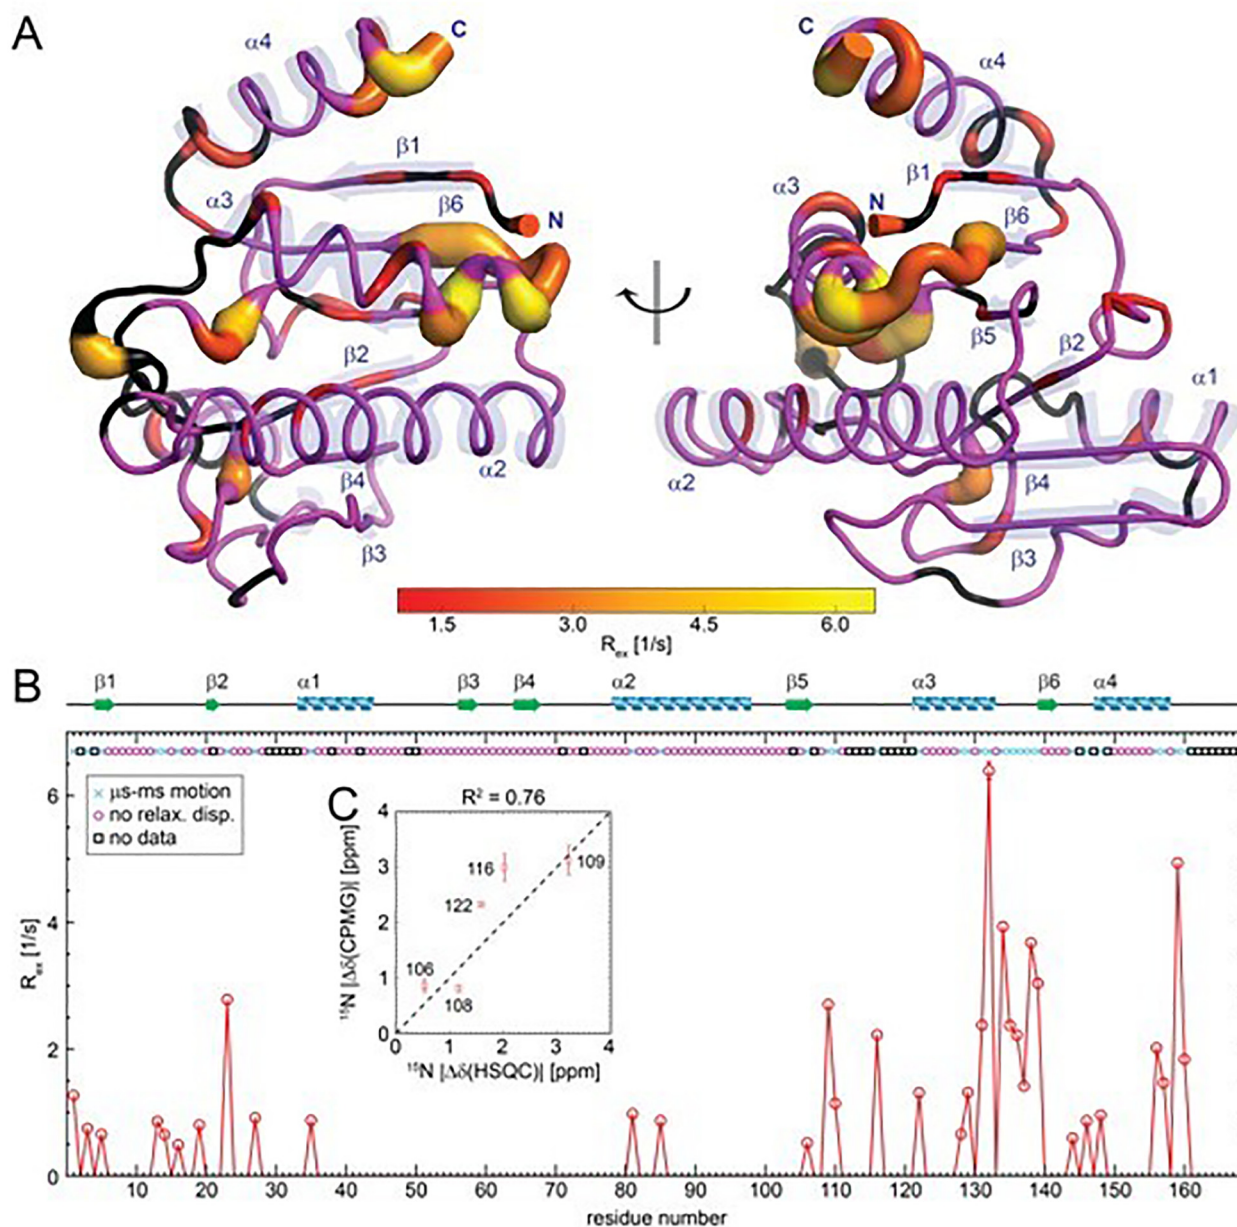 A
α4
C
β1
α3
β6
N
β2
α2
β4
β3
C
α4
β1
α3
N
β6
β5
β2
α1
α2
β4
β3
1.5 3.0 4.5 6.0
Rex [1/s]
B
β1 β2 α1 β3 β4 α2 β5 α3 β6 α4
μs-ms motion
no relax. disp.
no data
C
R² = 0.76
¹⁵N |Δδ(CPMG)| [ppm]
4
3
2
1
0
116
109
122
106
108
0 1 2 3 4
¹⁵N |Δδ(HSQC)| [ppm]
Rex [1/s]
6
4
2
0
0 10 20 30 40 50 60 70 80 90 100 110 120 130 140 150 160
residue number